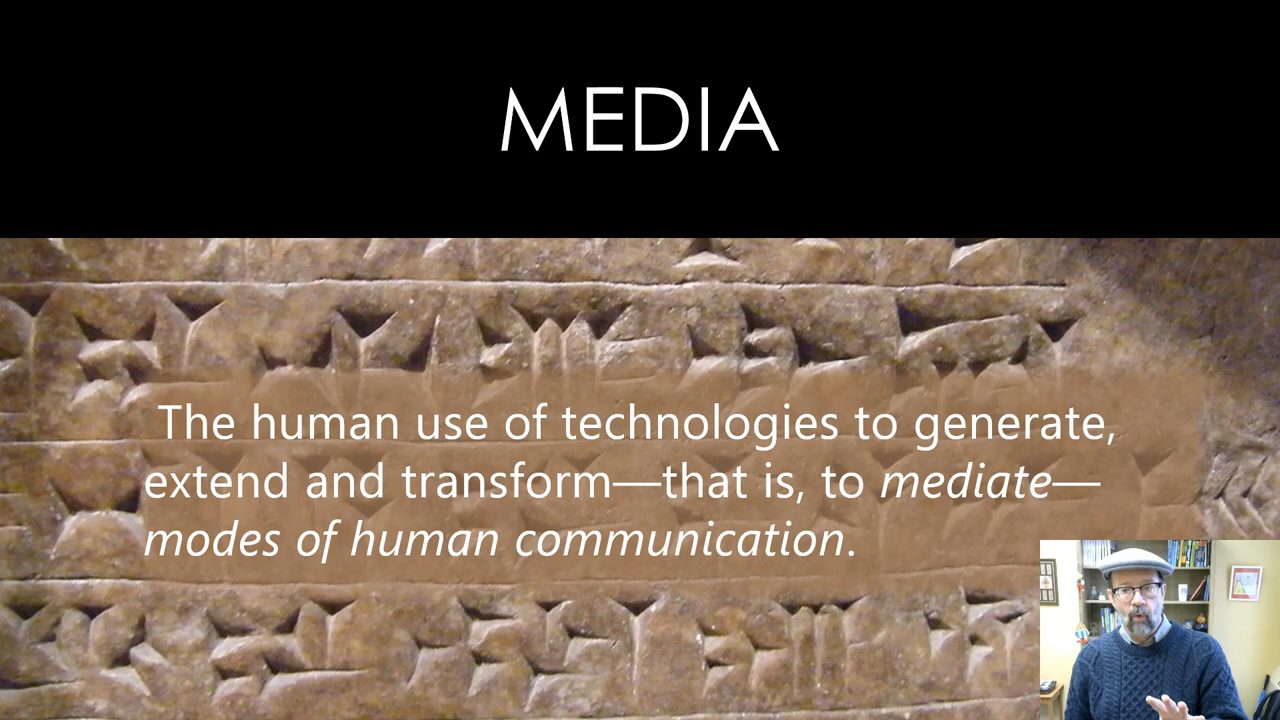 MEDIA
The human use of technologies to generate,
extend and transform—that is, to mediate—
modes of human communication.